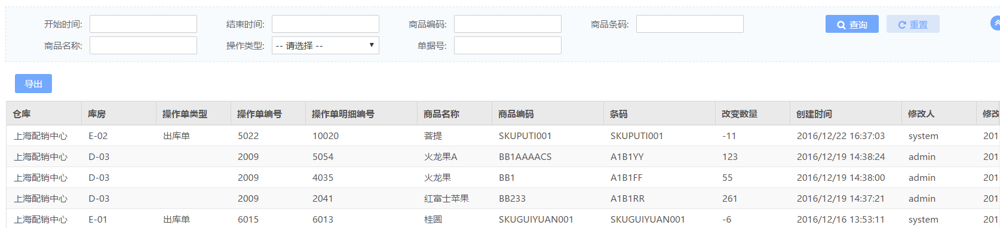 开始时间: 结束时间: 商品编码: 商品条码: 查询 重置
商品名称: 操作类型: -- 请选择 -- 单据号:
导出
仓库 库房 操作单类型 操作单编号 操作单明细编号 商品名称 商品编码 条码 改变数量 创建时间 修改人 修改
上海配销中心 E-02 出库单 5022 10020 菩提 SKUPUTI001 SKUPUTI001 -11 2016/12/22 16:37:03 system 201
上海配销中心 D-03 2009 5054 火龙果A BB1AAAACS A1B1YY 123 2016/12/19 14:38:24 admin 201
上海配销中心 D-03 2009 4035 火龙果 BB1 A1B1FF 55 2016/12/19 14:38:00 admin 201
上海配销中心 D-03 2009 2041 红富士苹果 BB233 A1B1RR 261 2016/12/19 14:37:21 admin 201
上海配销中心 E-01 出库单 6015 6013 桂圆 SKUGUIYUAN001 SKUGUIYUAN001 -6 2016/12/16 13:53:11 system 201